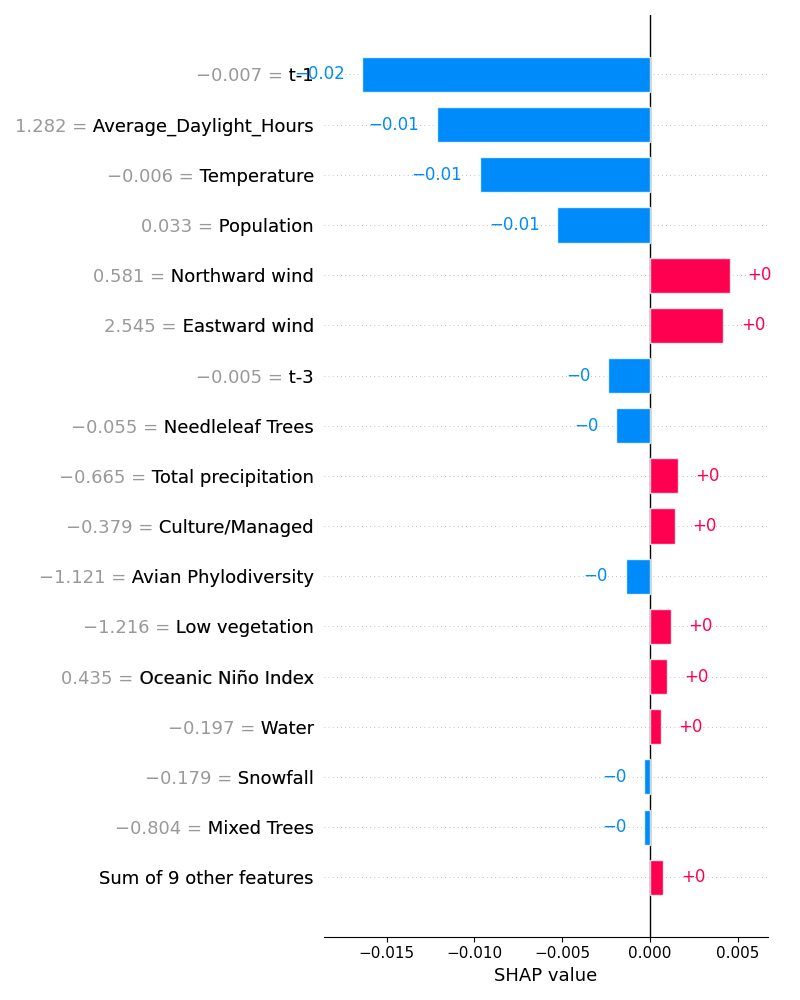 −0.007 = t-1 −0.02
1.282 = Average_Daylight_Hours −0.01
−0.006 = Temperature −0.01
0.033 = Population −0.01
0.581 = Northward wind +0
2.545 = Eastward wind +0
−0.005 = t-3 −0
−0.055 = Needleleaf Trees −0
−0.665 = Total precipitation +0
−0.379 = Culture/Managed +0
−1.121 = Avian Phylodiversity −0
−1.216 = Low vegetation +0
0.435 = Oceanic Niño Index +0
−0.197 = Water +0
−0.179 = Snowfall −0
−0.804 = Mixed Trees −0
Sum of 9 other features +0
−0.015 −0.010 −0.005 0.000 0.005
SHAP value